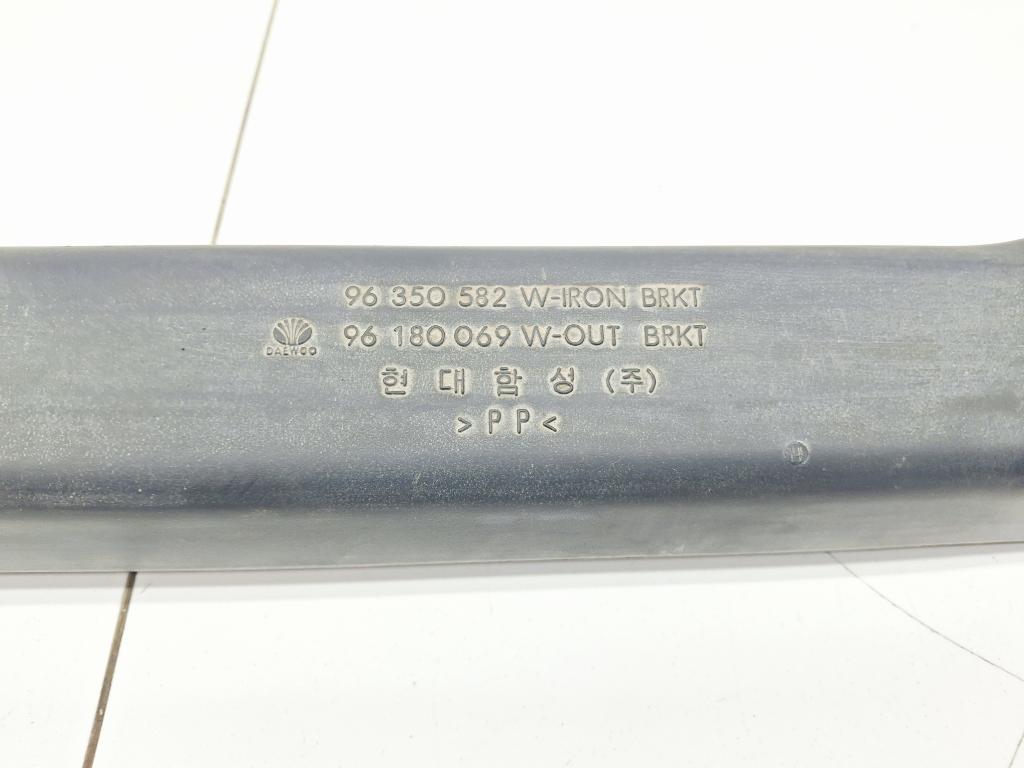 96 350 582 W-IRON BRKT
96 180 069 W-OUT BRKT
DAEWOO
현대합성(주)
>PP<